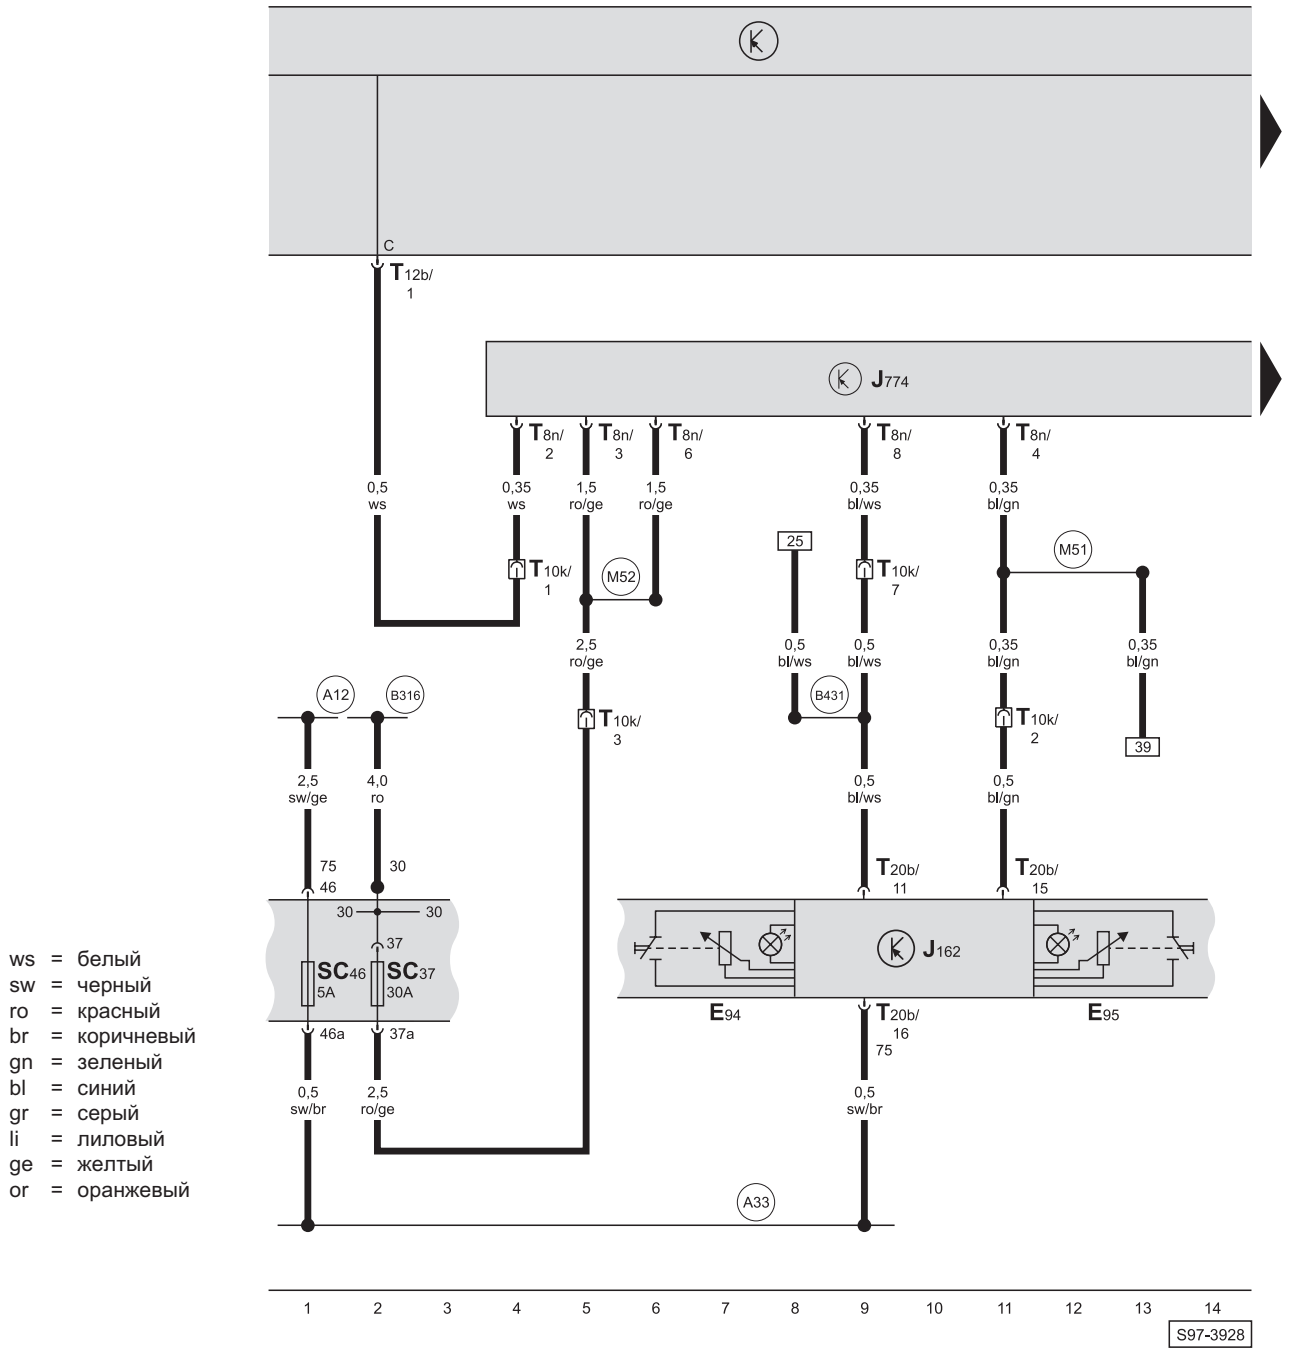 C
T12b/
1
J774
T8n/
2
T8n/
3
T8n/
6
T8n/
8
T8n/
4
0,5
ws
0,35
ws
1,5
ro/ge
1,5
ro/ge
0,35
bl/ws
0,35
bl/gn
25
M51
T10k/
1
M52
T10k/
7
2,5
ro/ge
0,5
bl/ws
0,5
bl/ws
0,35
bl/gn
0,35
bl/gn
A12
B316
B431
T10k/
3
T10k/
2
39
2,5
sw/ge
4,0
ro
0,5
bl/ws
0,5
bl/gn
75
46
30
T20b/
11
T20b/
15
30
30
37
SC46
5A
SC37
30A
J162
46a
37a
E94
T20b/
16
75
E95
0,5
sw/br
2,5
ro/ge
0,5
sw/br
A33
ws = белый
sw = черный
ro = красный
br = коричневый
gn = зеленый
bl = синий
gr = серый
li = лиловый
ge = желтый
or = оранжевый
1 2 3 4 5 6 7 8 9 10 11 12 13 14
S97-3928